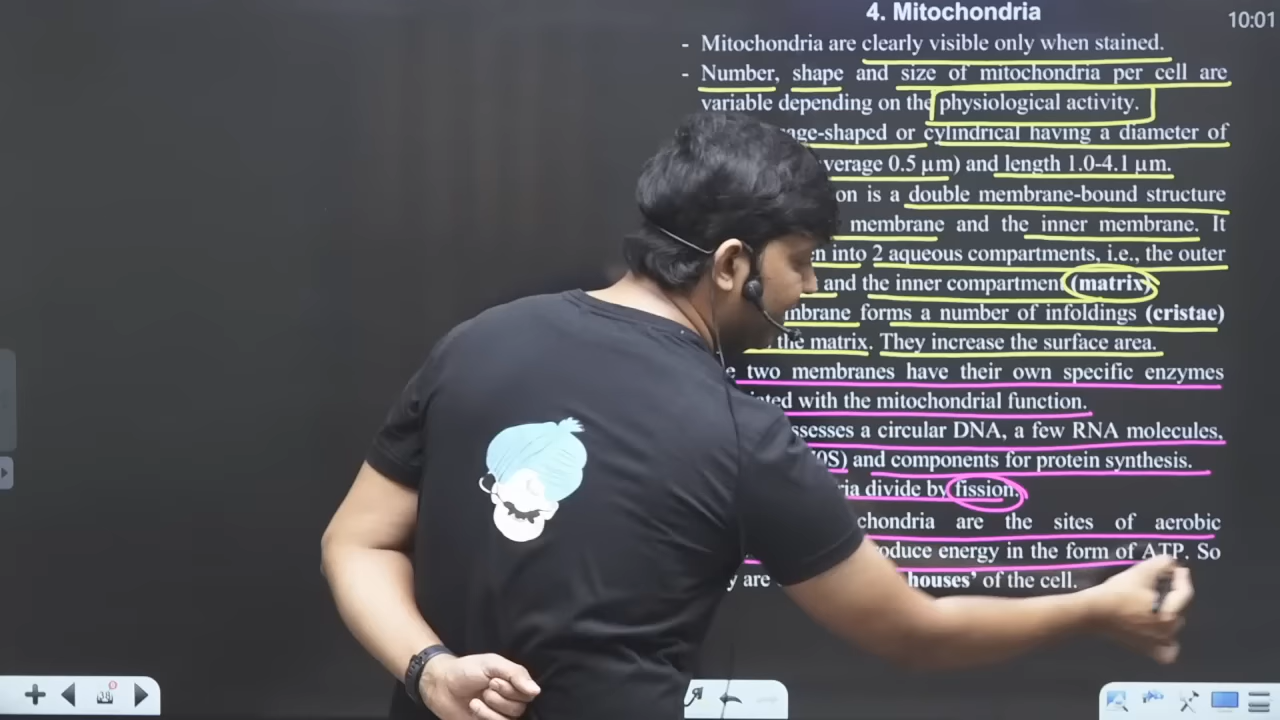 4. Mitochondria
10:01
- Mitochondria are clearly visible only when stained.
- Number, shape and size of mitochondria per cell are
variable depending on the physiological activity.
age-shaped or cylindrical having a diameter of
verage 0.5 µm) and length 1.0-4.1 µm.
on is a double membrane-bound structure
membrane and the inner membrane. It
en into 2 aqueous compartments, i.e., the outer
and the inner compartment (matrix)
mbrane forms a number of infoldings (cristae)
the matrix. They increase the surface area.
e two membranes have their own specific enzymes
iated with the mitochondrial function.
ssesses a circular DNA, a few RNA molecules,
0S) and components for protein synthesis.
ria divide by fission.
chondria are the sites of aerobic
oduce energy in the form of ATP. So
y are houses’ of the cell.